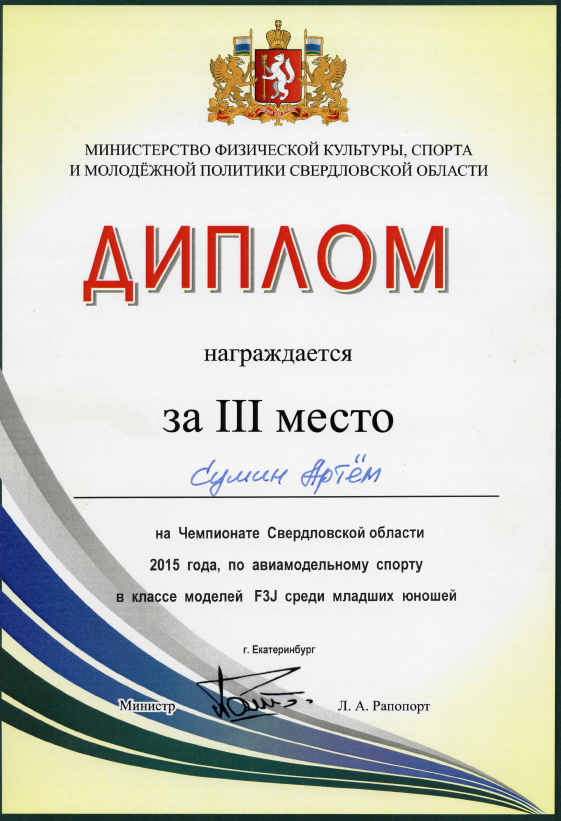 МИНИСТЕРСТВО ФИЗИЧЕСКОЙ КУЛЬТУРЫ, СПОРТА
И МОЛОДЁЖНОЙ ПОЛИТИКИ СВЕРДЛОВСКОЙ ОБЛАСТИ
ДИПЛОМ
награждается
за III место
Сумин Артём
на Чемпионате Свердловской области
2015 года, по авиамодельному спорту
в классе моделей F3J среди младших юношей
г. Екатеринбург
Министр Л. А. Рапопорт